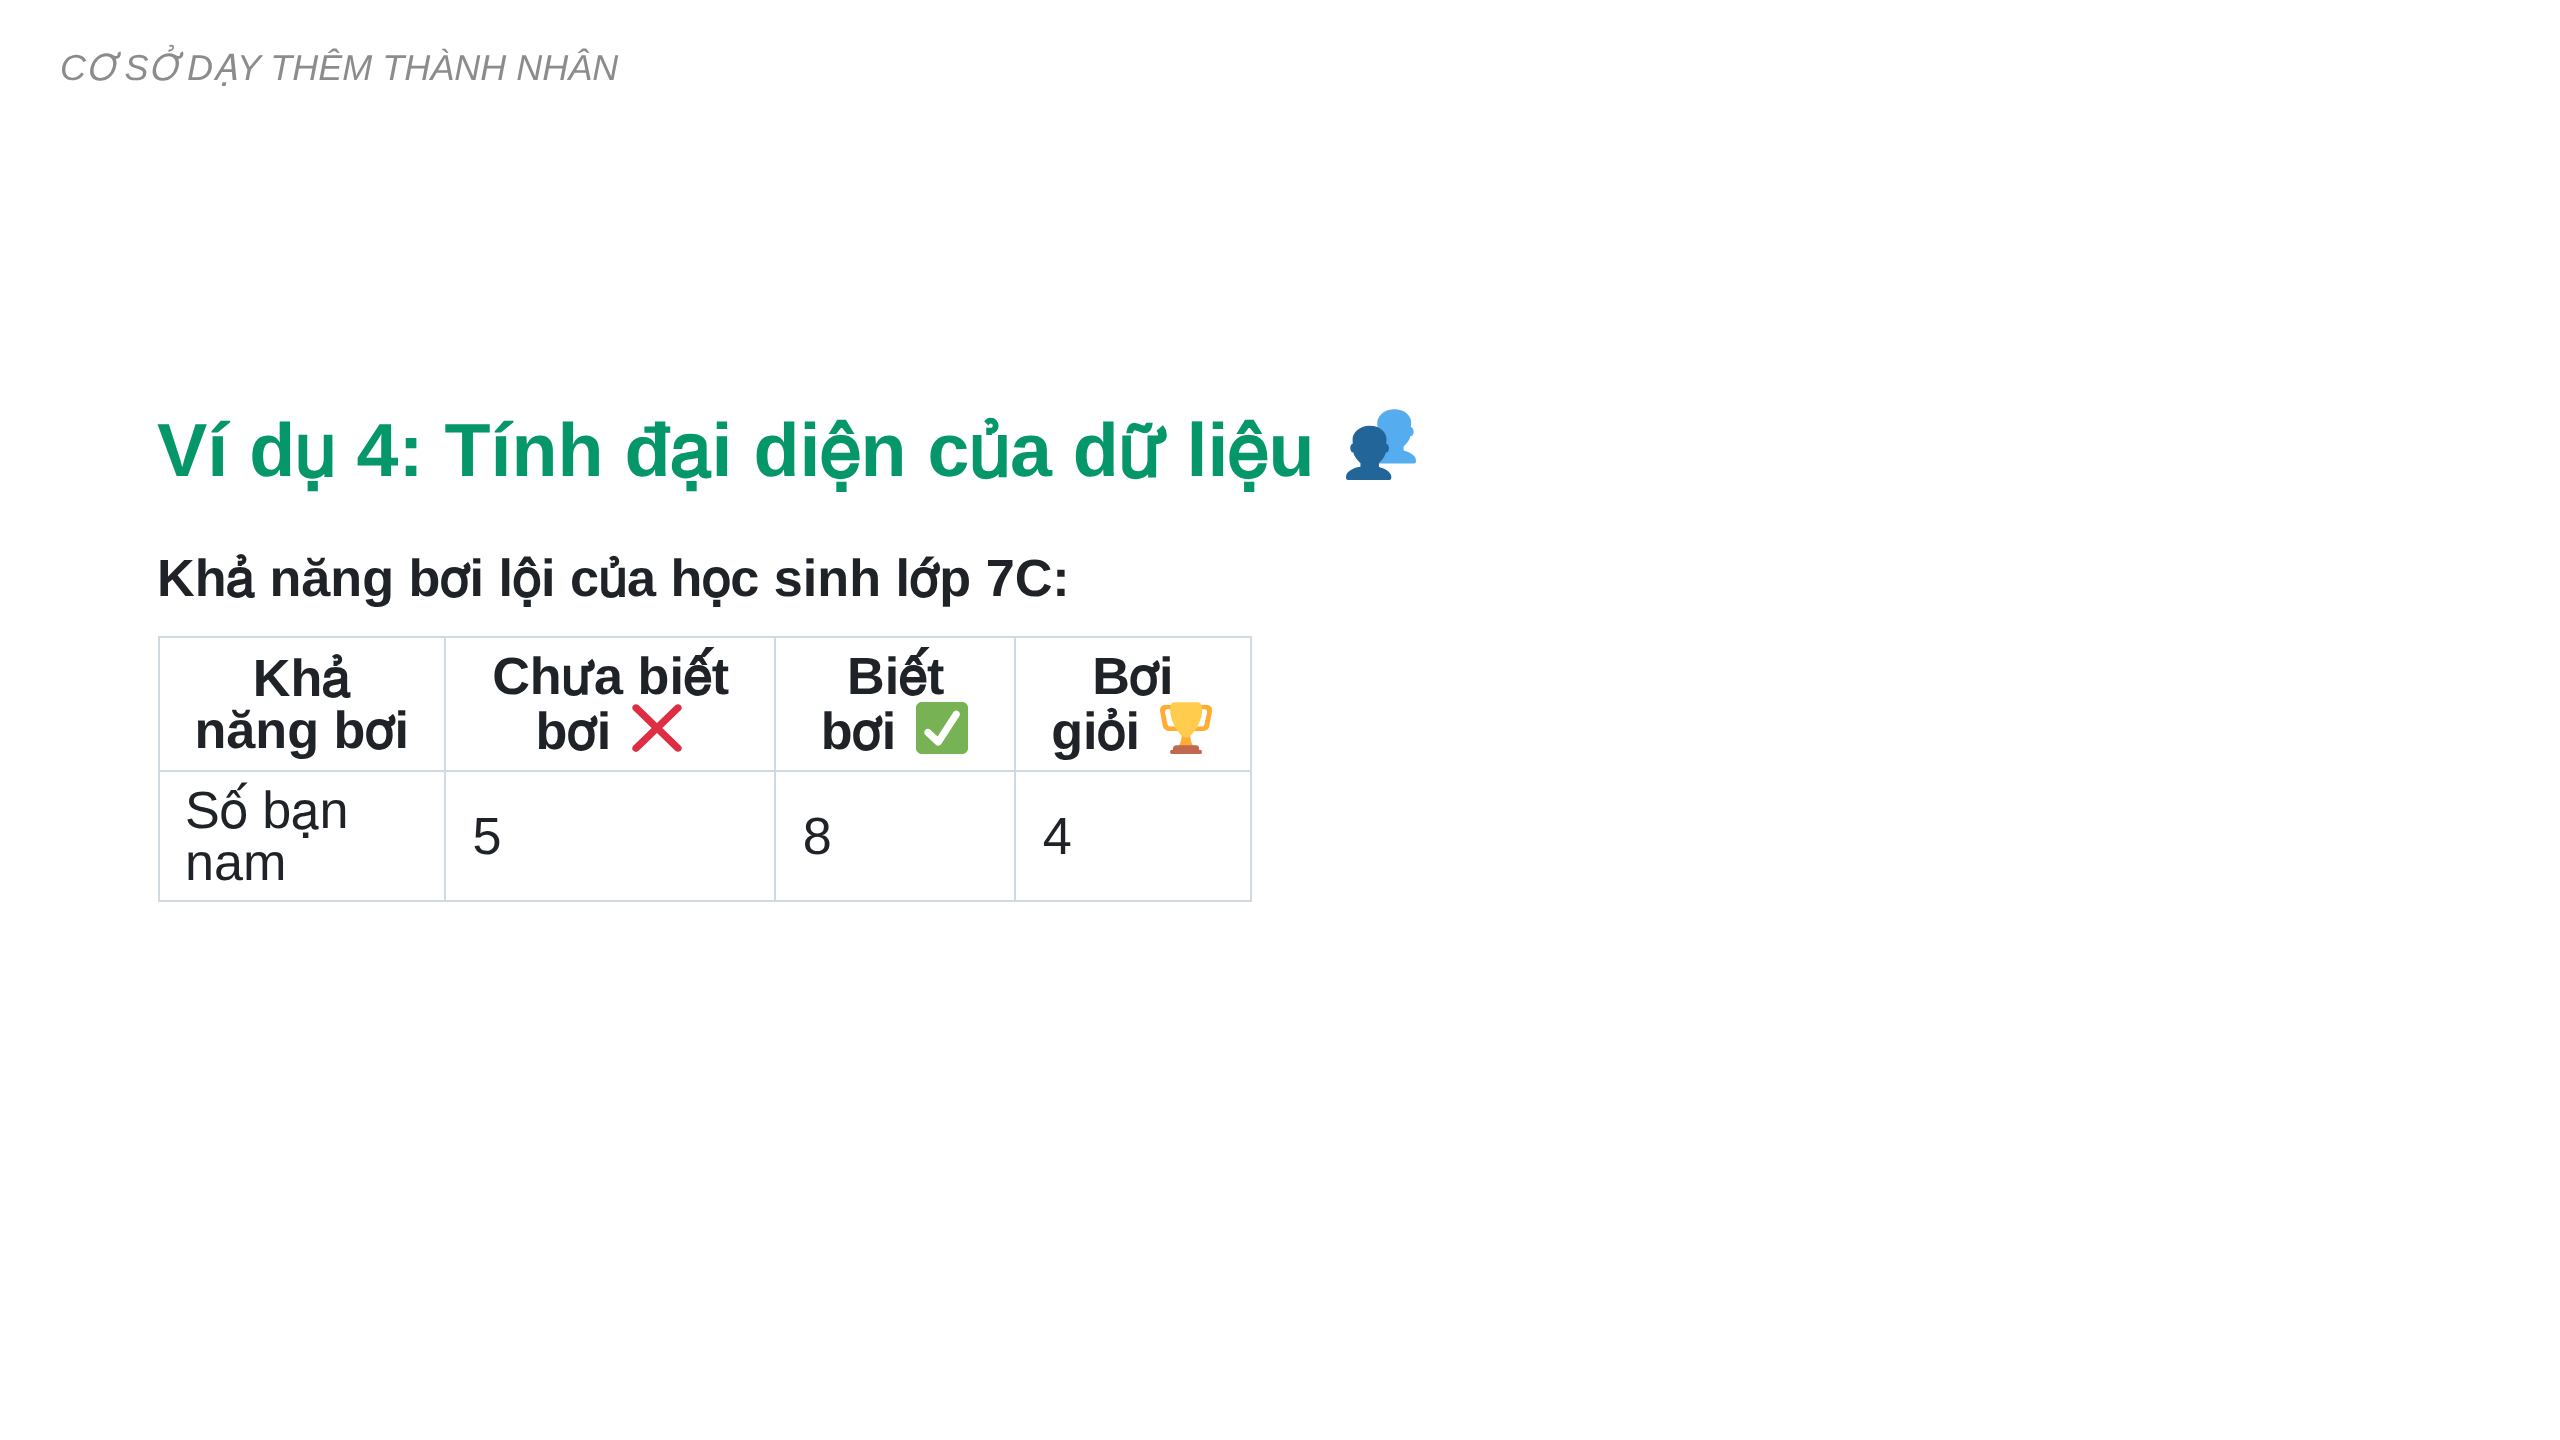 CƠ SỞ DẠY THÊM THÀNH NHÂN
Ví dụ 4: Tính đại diện của dữ liệu 👥
Khả năng bơi lội của học sinh lớp 7C:
Khả
năng bơi
Chưa biết
bơi ❌
Biết
bơi ✅
Bơi
giỏi 🏆
Số bạn
nam
5
8
4